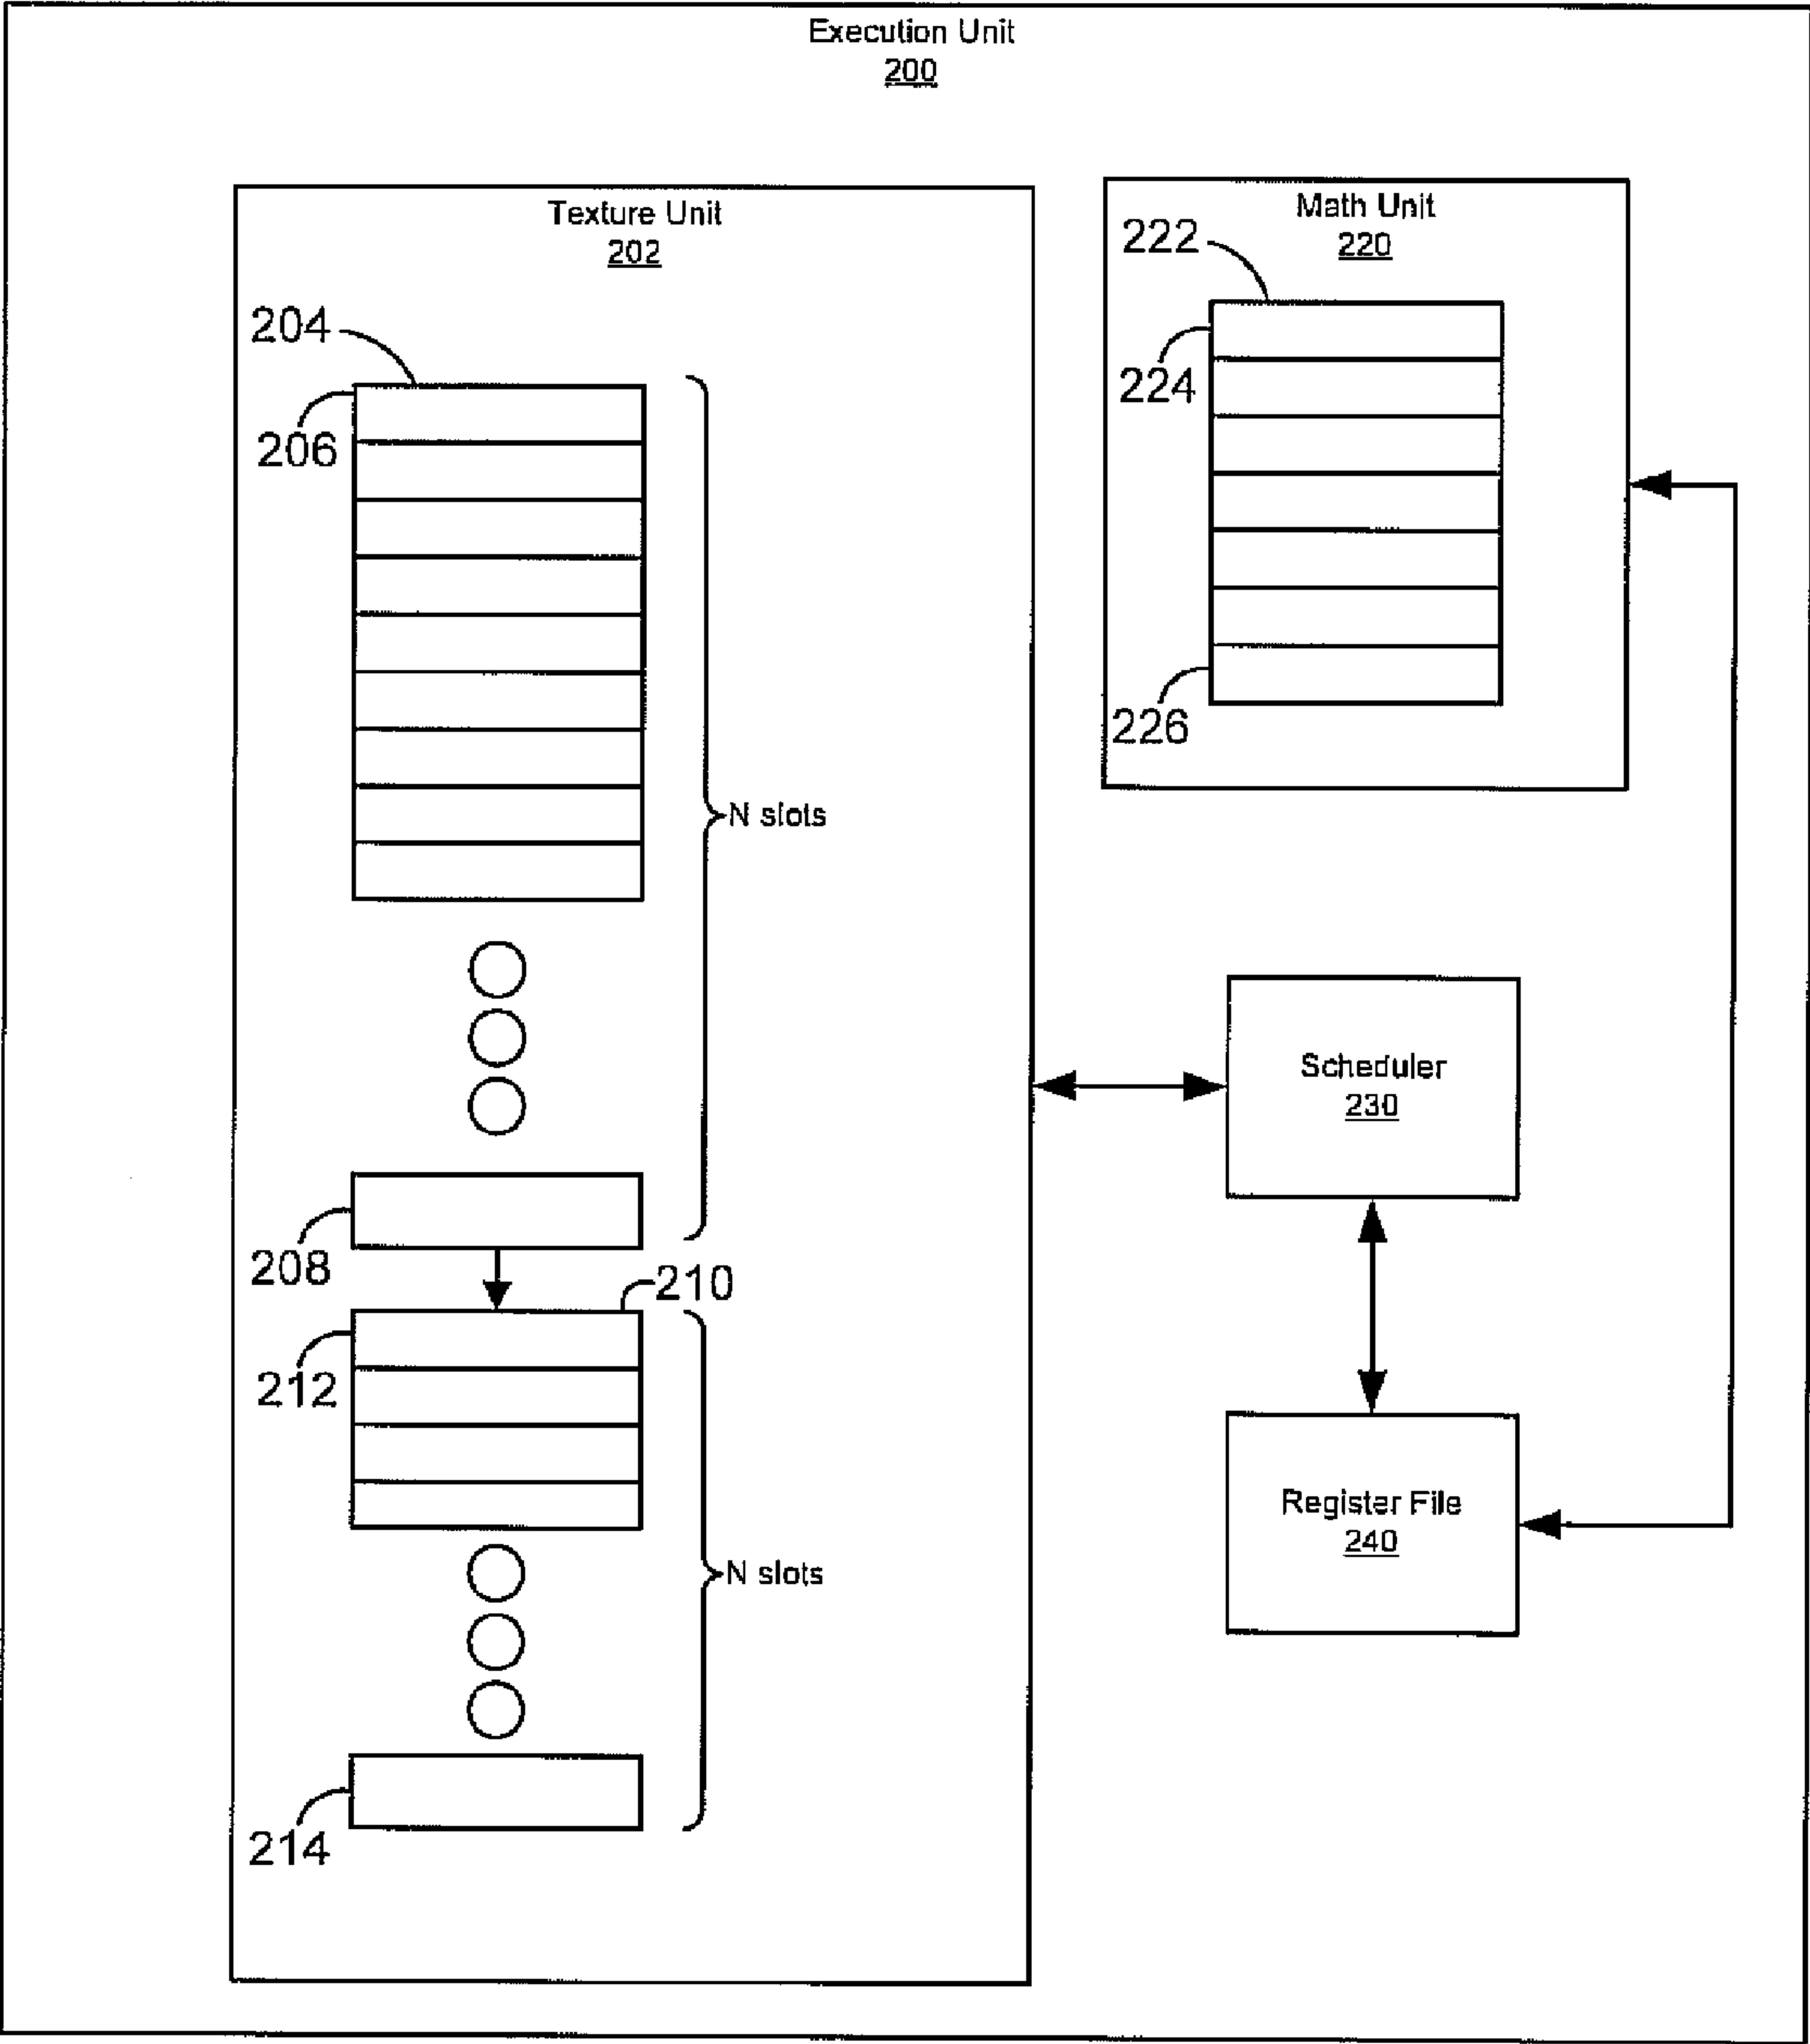 Execution Unit
200
Texture Unit
202
Math Unit
220
222
224
226
204
206
N slots
208
210
212
N slots
214
Scheduler
230
Register File
240